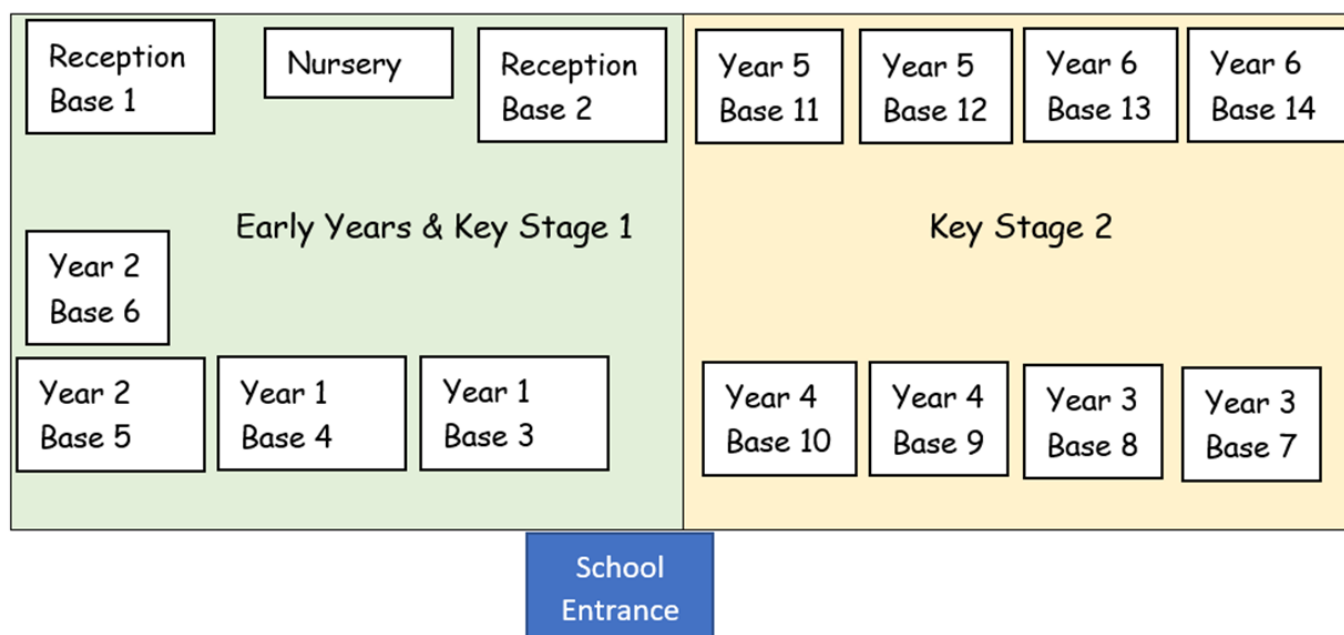 Reception
Base 1
Nursery
Reception
Base 2
Year 5
Base 11
Year 5
Base 12
Year 6
Base 13
Year 6
Base 14
Early Years & Key Stage 1
Key Stage 2
Year 2
Base 6
Year 2
Base 5
Year 1
Base 4
Year 1
Base 3
Year 4
Base 10
Year 4
Base 9
Year 3
Base 8
Year 3
Base 7
School
Entrance